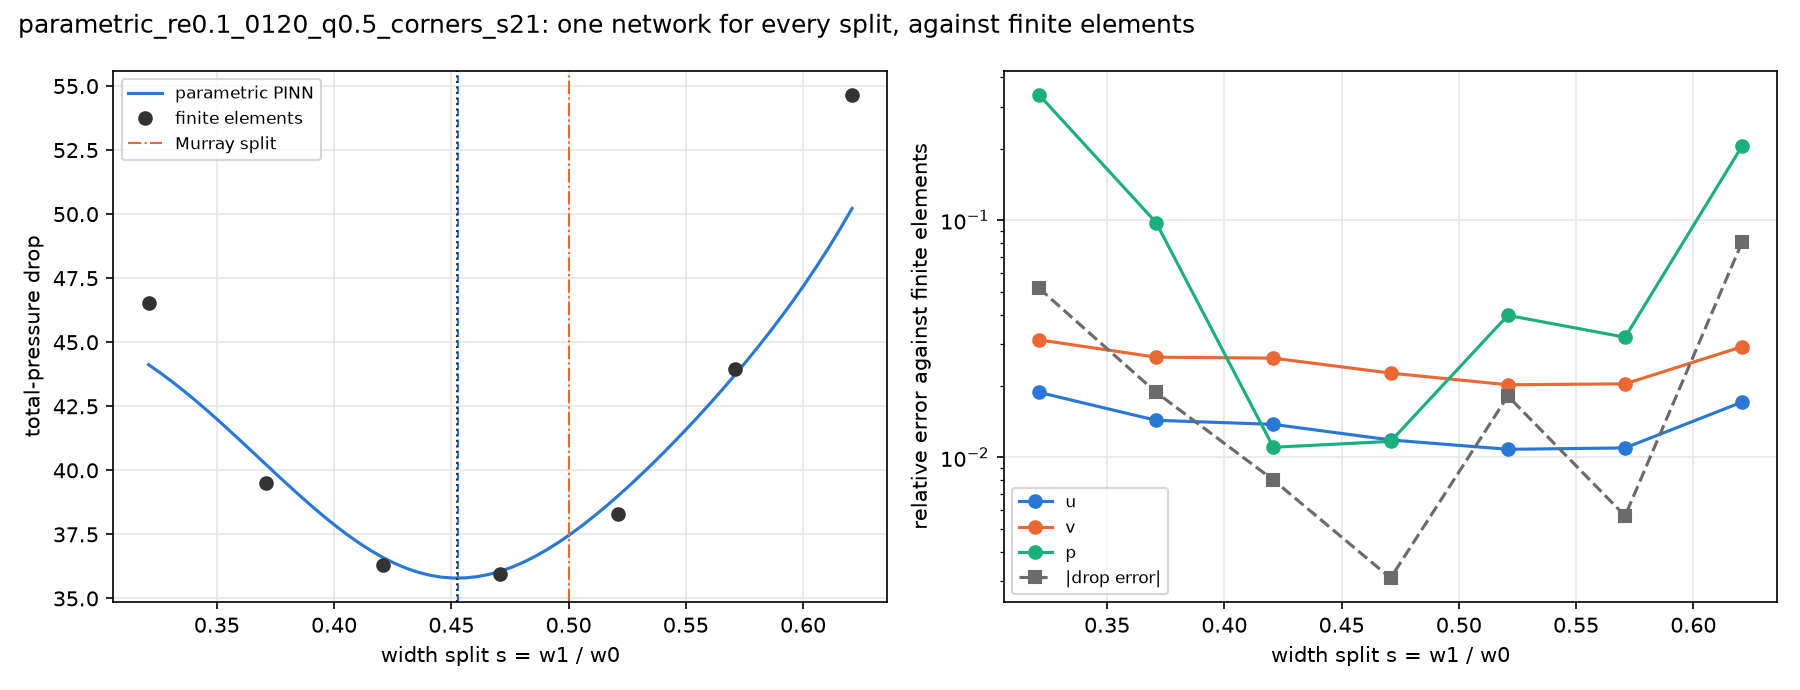 parametric_re0.1_0120_q0.5_corners_s21: one network for every split, against finite elements
total-pressure drop
55.0
52.5
50.0
47.5
45.0
42.5
40.0
37.5
35.0
parametric PINN
finite elements
Murray split
0.35
0.40
0.45
0.50
0.55
0.60
width split s = w1 / w0
relative error against finite elements
10⁻¹
10⁻²
u
v
p
|drop error|
0.35
0.40
0.45
0.50
0.55
0.60
width split s = w1 / w0